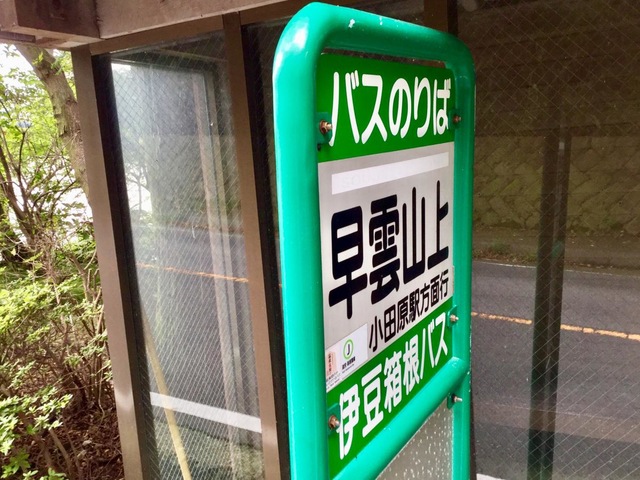 バスのりば
早雲山上
小田原駅方面行
伊豆箱根バス